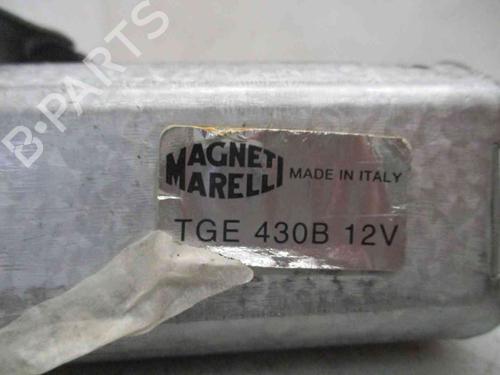 B-PARTS
MAGNETI
MARELLI
MADE IN ITALY
TGE 430B 12V